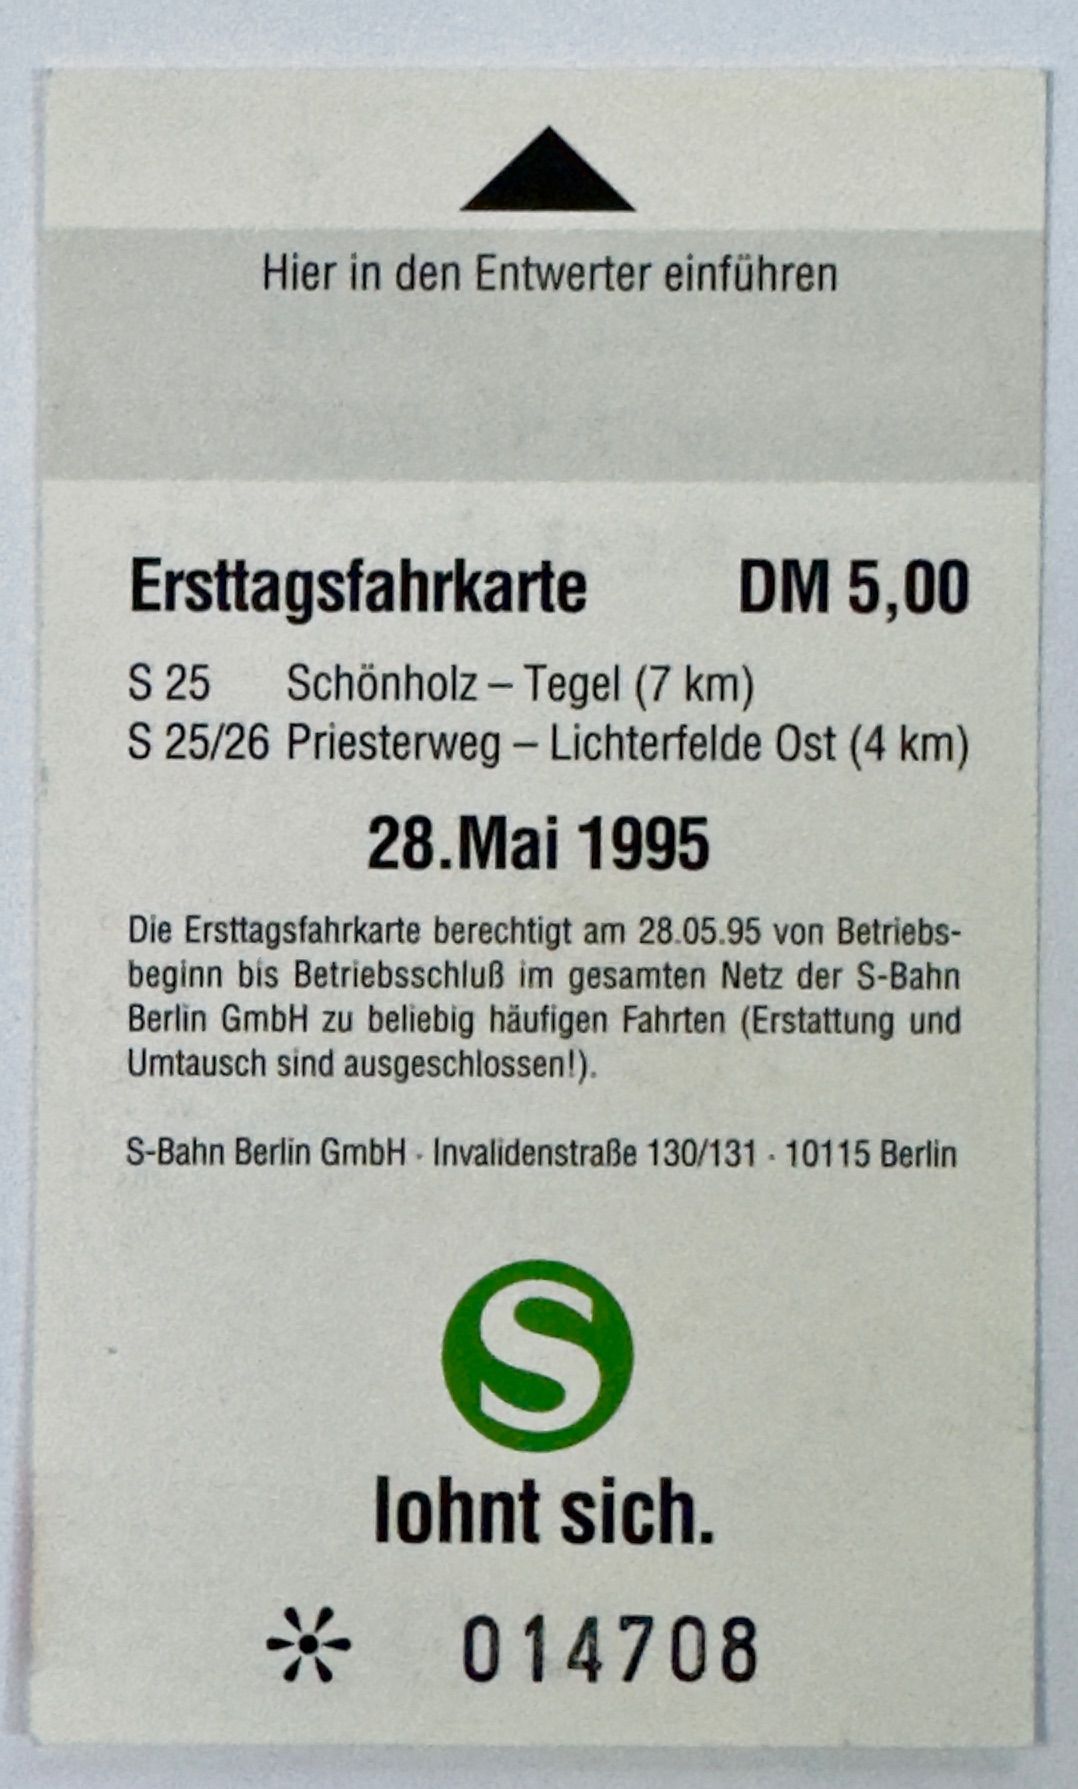 Hier in den Entwerter einführen
Ersttagsfahrkarte DM 5,00
S 25 Schönholz – Tegel (7 km)
S 25/26 Priesterweg – Lichterfelde Ost (4 km)
28.Mai 1995
Die Ersttagsfahrkarte berechtigt am 28.05.95 von Betriebs-
beginn bis Betriebsschluß im gesamten Netz der S-Bahn
Berlin GmbH zu beliebig häufigen Fahrten (Erstattung und
Umtausch sind ausgeschlossen!).
S-Bahn Berlin GmbH · Invalidenstraße 130/131 · 10115 Berlin
S
lohnt sich.
* 014708